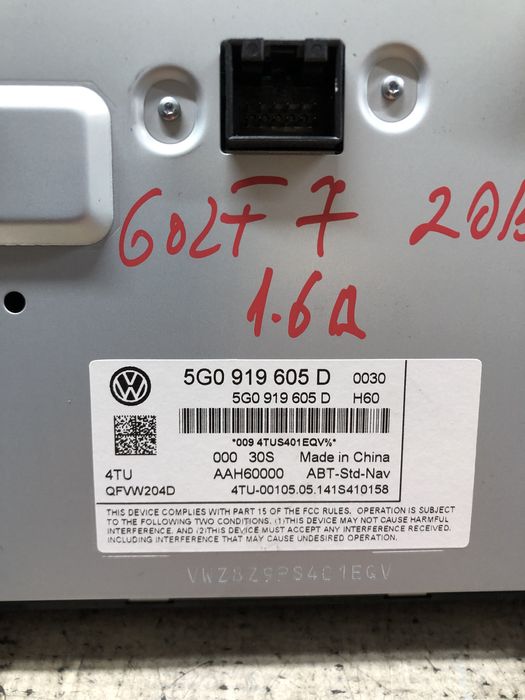 GOLF 7
1.6д
5G0 919 605 D 0030
5G0 919 605 D H60
*009 4TUS401EQV%*
000 30S Made in China
4TU AAH60000 ABT-Std-Nav
QFVW204D 4TU-00105.05.141S410158
THIS DEVICE COMPLIES WITH PART 15 OF THE FCC RULES. OPERATION IS SUBJECT
TO THE FOLLOWING TWO CONDITIONS. (1)THIS DEVICE MAY NOT CAUSE HARMFUL
INTERFERENCE. AND (2)THIS DEVICE MUST ACCEPT ANY INTERFERENCE RECEIVED.
INCLUDING INTERFERENCE THAT MAY CAUSE UNDESIRED OPERATION.
VWZ8Z9PS401EQV